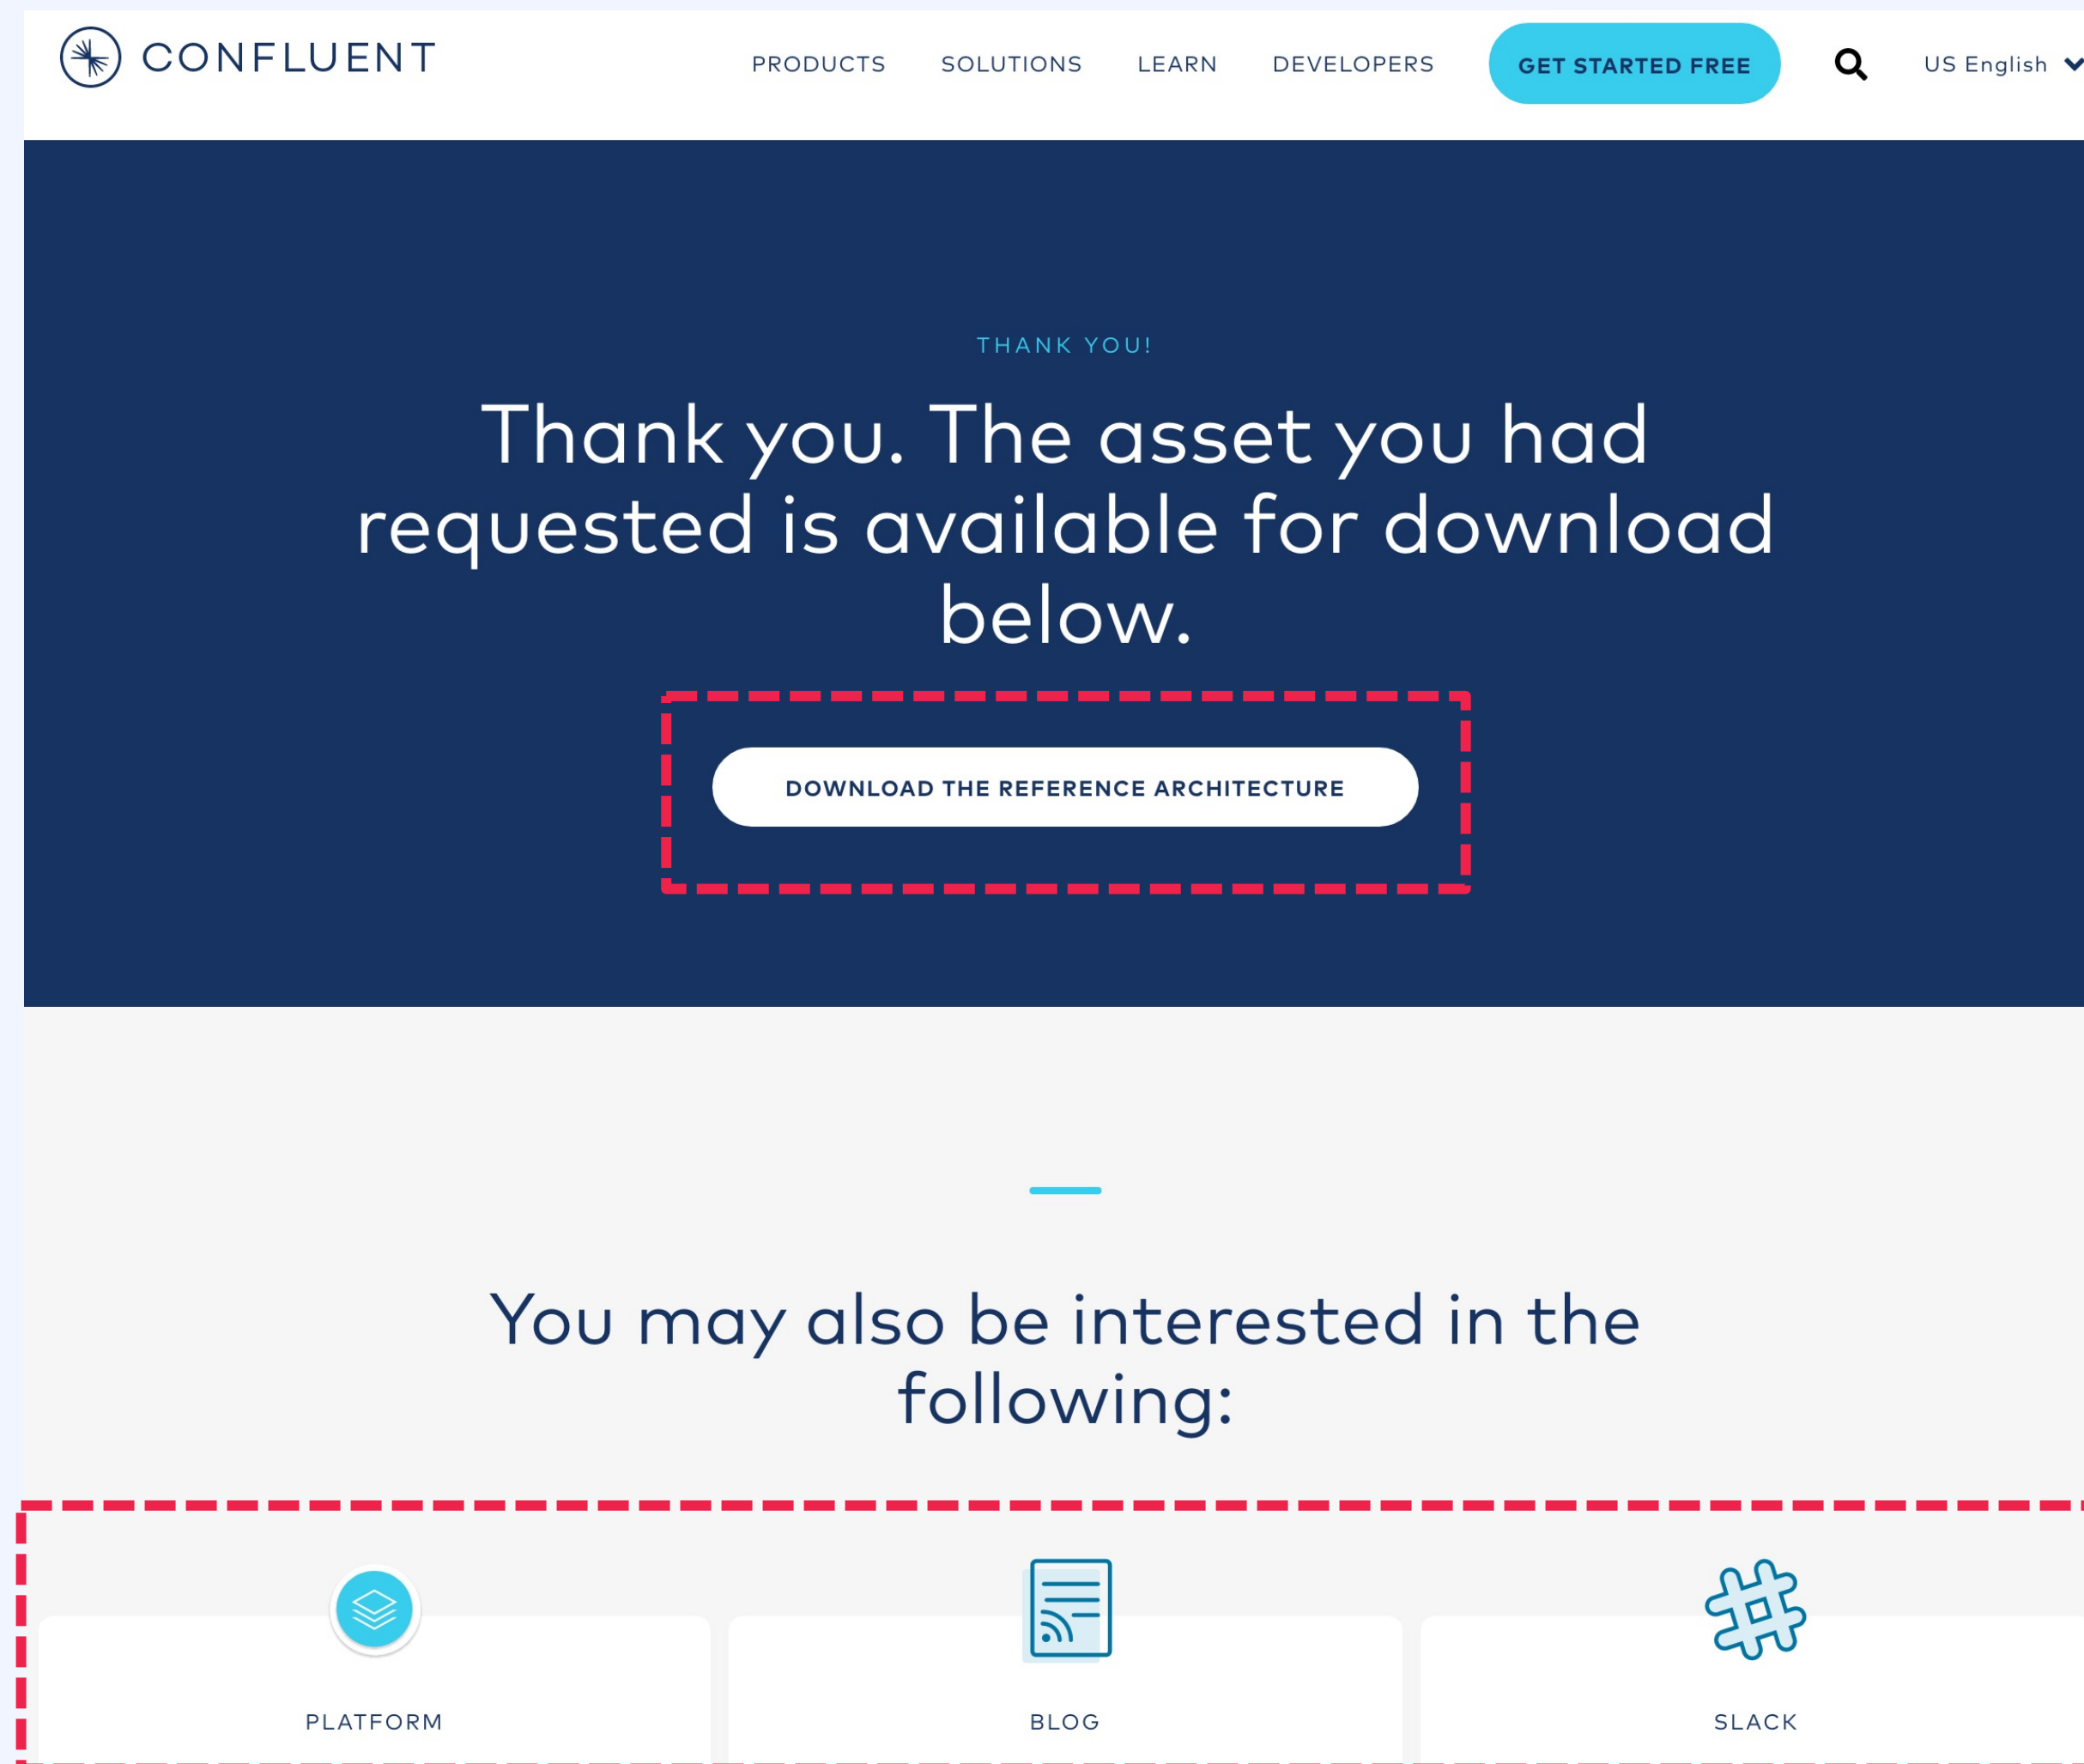 CONFLUENT
PRODUCTS SOLUTIONS LEARN DEVELOPERS GET STARTED FREE US English
THANK YOU!
Thank you. The asset you had
requested is available for download
below.
DOWNLOAD THE REFERENCE ARCHITECTURE
You may also be interested in the
following:
PLATFORM BLOG SLACK